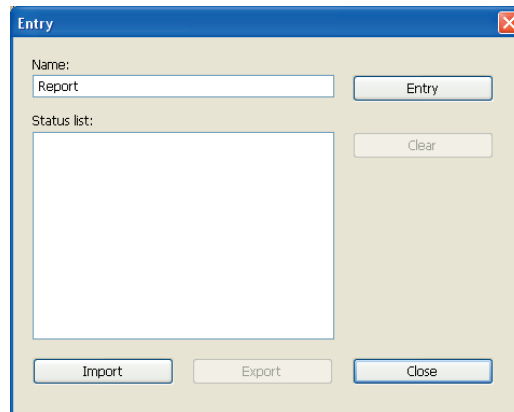 Entry
Name:
Report
Entry
Status list:
Clear
Import
Export
Close